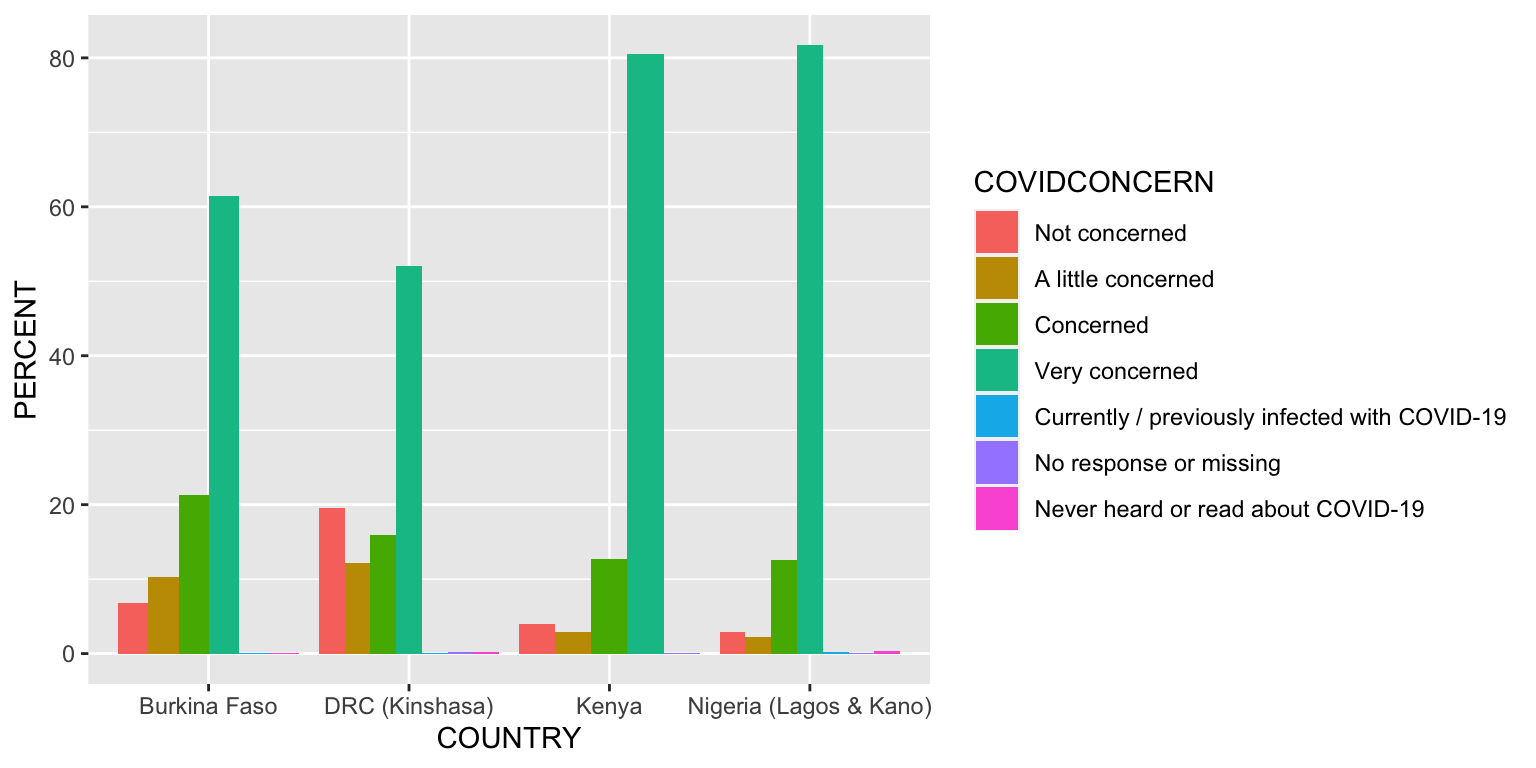 PERCENT
80
60
40
20
0
Burkina Faso
DRC (Kinshasa)
Kenya
Nigeria (Lagos & Kano)
COUNTRY
COVIDCONCERN
Not concerned
A little concerned
Concerned
Very concerned
Currently / previously infected with COVID-19
No response or missing
Never heard or read about COVID-19